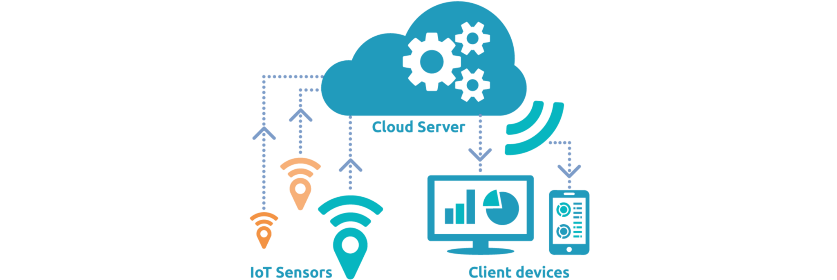 Cloud Server
IoT Sensors
Client devices